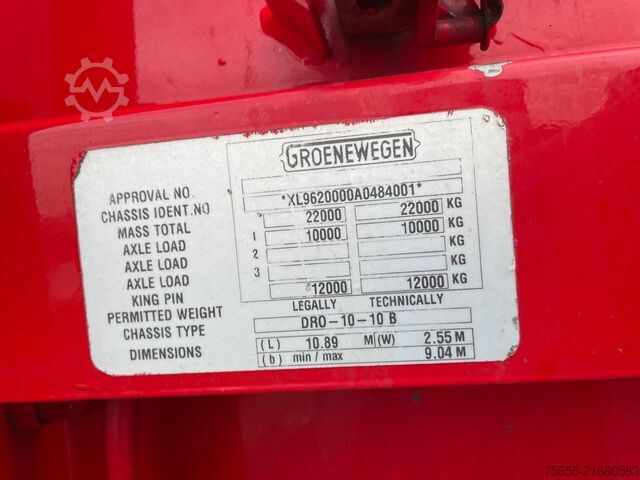 GROENEWEGEN
APPROVAL NO.
CHASSIS IDENT.NO *XL9620000A0484001*
MASS TOTAL 22000 22000 KG
AXLE LOAD 1 10000 10000 KG
AXLE LOAD 2 KG
AXLE LOAD 3 KG
KING PIN 12000 12000 KG
PERMITTED WEIGHT LEGALLY TECHNICALLY
CHASSIS TYPE DRO-10-10 B
DIMENSIONS (L) 10.89 M (W) 2.55 M
(b) min / max 9.04 M
75855-21680583